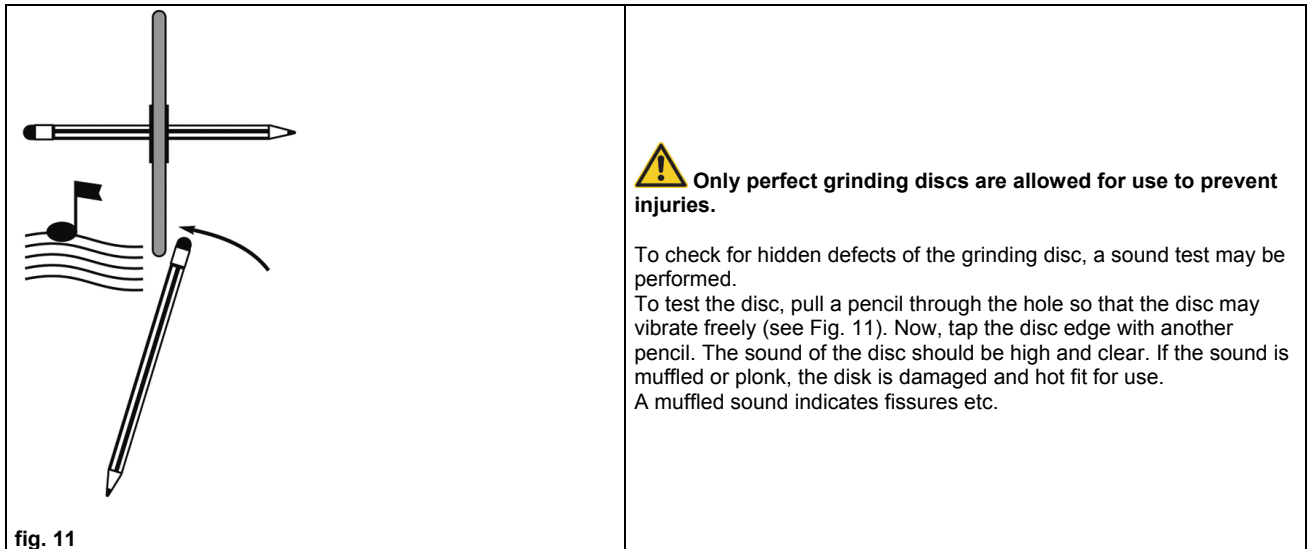 Only perfect grinding discs are allowed for use to prevent
injuries.
To check for hidden defects of the grinding disc, a sound test may be
performed.
To test the disc, pull a pencil through the hole so that the disc may
vibrate freely (see Fig. 11). Now, tap the disc edge with another
pencil. The sound of the disc should be high and clear. If the sound is
muffled or plonk, the disk is damaged and hot fit for use.
A muffled sound indicates fissures etc.
fig. 11